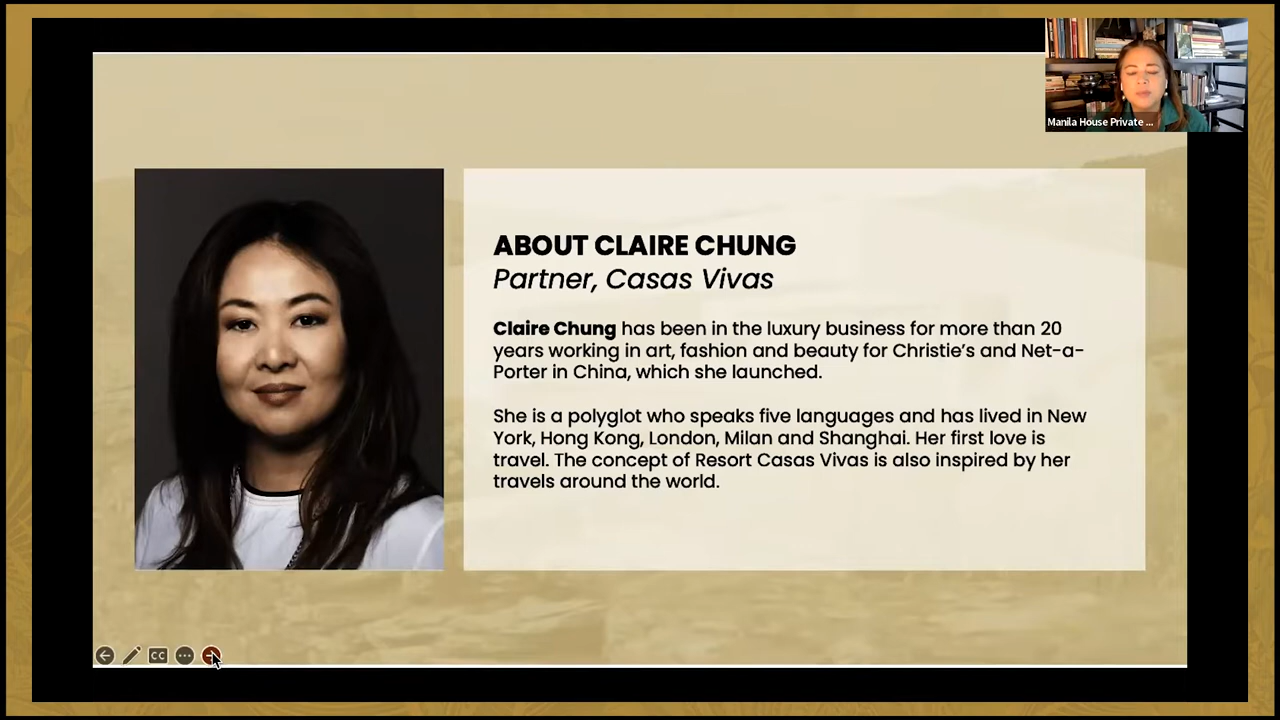 Manila House Private ...
ABOUT CLAIRE CHUNG
Partner, Casas Vivas
Claire Chung has been in the luxury business for more than 20
years working in art, fashion and beauty for Christie's and Net-a-
Porter in China, which she launched.
She is a polyglot who speaks five languages and has lived in New
York, Hong Kong, London, Milan and Shanghai. Her first love is
travel. The concept of Resort Casas Vivas is also inspired by her
travels around the world.
CC